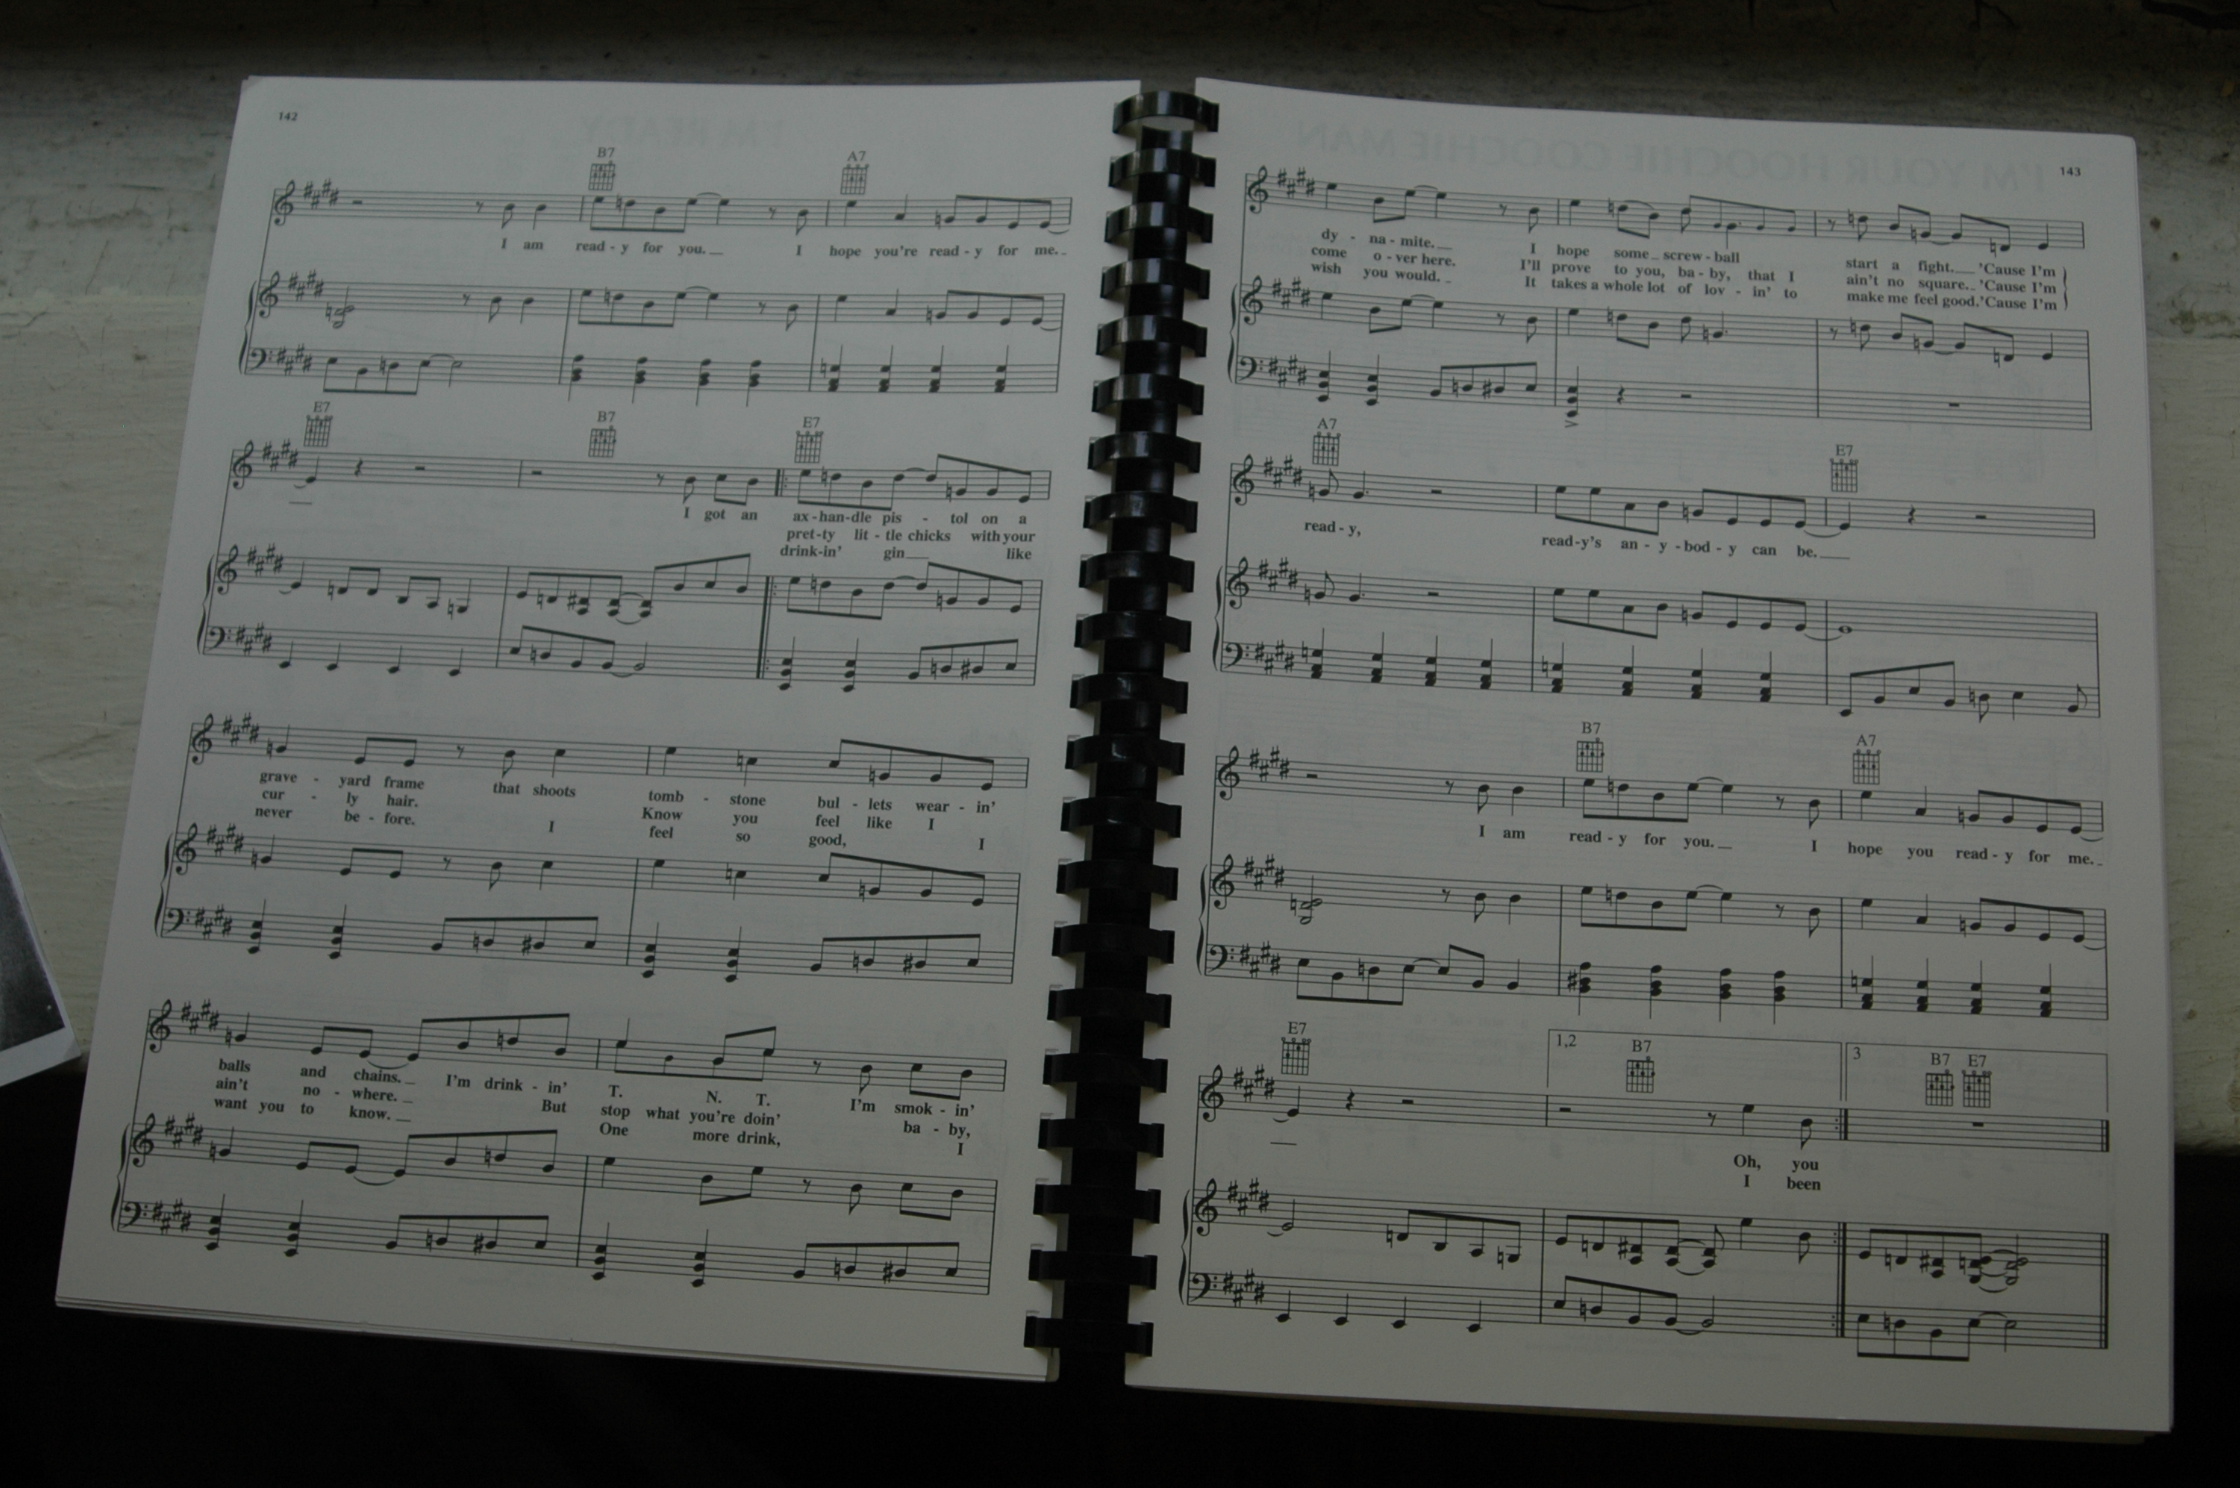 142
I'M READY
B7 A7
I am read - y for you. I hope you're read - y for me.
E7 B7 E7
I got an ax - han - dle pis - tol on a
pret - ty lit - tle chicks with your
drink - in' gin like
grave - yard frame that shoots tomb - stone bul - lets wear - in'
cur - ly hair. Know you feel like I
never be - fore. I feel so good, I
balls and chains. I'm drink - in' T. N. T. I'm smok - in'
ain't no - where. But stop what you're doin' ba - by,
want you to know. One more drink, I
I'M YOUR HOOCHIE COOCHIE MAN
143
dy - na - mite. I hope some screw - ball start a fight. 'Cause I'm
come o - ver here. I'll prove to you, ba - by, that I ain't no square. 'Cause I'm
wish you would. It takes a whole lot of lov - in' to make me feel good. 'Cause I'm
A7 E7
read - y, read - y's an - y - bod - y can be.
B7 A7
I am read - y for you. I hope you read - y for me.
E7 1,2 B7 3 B7 E7
Oh, you
I been